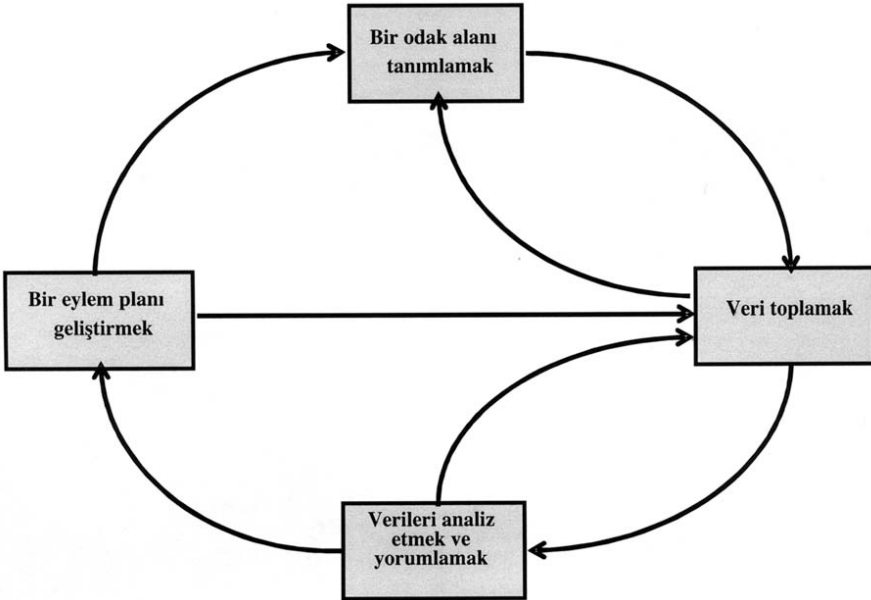 Bir odak alanı
tanımlamak
Bir eylem planı
geliştirmek
Veri toplamak
Verileri analiz
etmek ve
yorumlamak